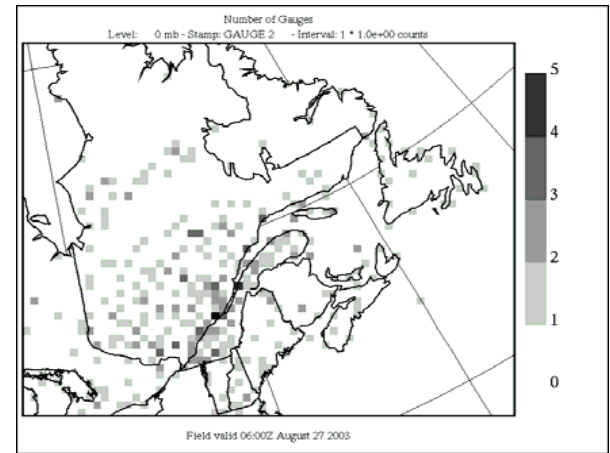 Number of Gauges
Level: 0 mb - Stamp: GAUGE 2 - Interval: 1 * 1.0e+00 counts
5
4
3
2
1
0
Field valid 06:00Z August 27 2003